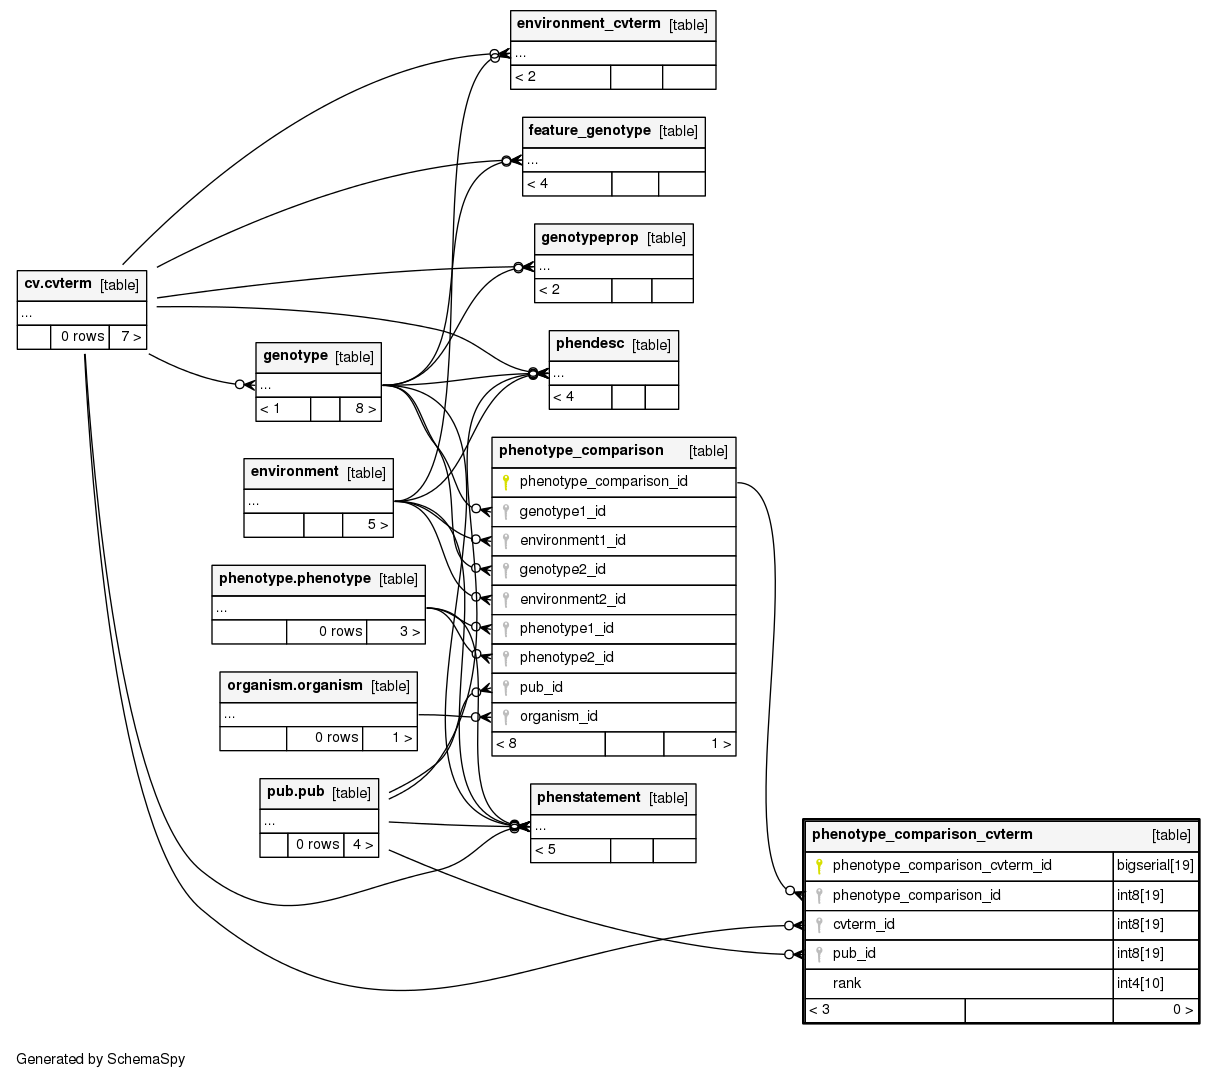 environment_cvterm [table]
...
< 2
feature_genotype [table]
...
< 4
genotypeprop [table]
...
< 2
cv.cvterm [table]
...
0 rows 7 >
phendesc [table]
...
< 4
genotype [table]
...
< 1 8 >
environment [table]
...
5 >
phenotype_comparison [table]
phenotype_comparison_id
genotype1_id
environment1_id
genotype2_id
environment2_id
phenotype1_id
phenotype2_id
pub_id
organism_id
< 8 1 >
phenotype.phenotype [table]
...
0 rows 3 >
organism.organism [table]
...
0 rows 1 >
pub.pub [table]
...
0 rows 4 >
phenstatement [table]
...
< 5
phenotype_comparison_cvterm [table]
phenotype_comparison_cvterm_id bigserial[19]
phenotype_comparison_id int8[19]
cvterm_id int8[19]
pub_id int8[19]
rank int4[10]
< 3 0 >
Generated by SchemaSpy